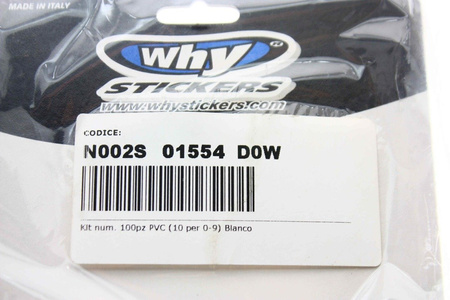 MADE IN ITALY
why®
STICKERS
www.whystickers.com
CODICE:
N002S 01554 D0W
Kit num. 100pz PVC (10 per 0-9) Blanco